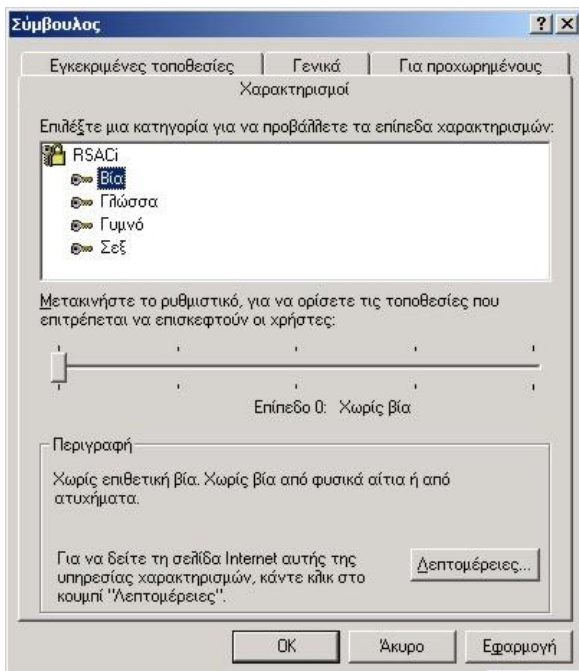 Σύμβουλος
Εγκεκριμένες τοποθεσίες Γενικά Για προχωρημένους
Χαρακτηρισμοί
Επιλέξτε μια κατηγορία για να προβάλλετε τα επίπεδα χαρακτηρισμών:
RSACi
Βία
Γλώσσα
Γυμνό
Σεξ
Μετακινήστε το ρυθμιστικό, για να ορίσετε τις τοποθεσίες που
επιτρέπεται να επισκεφτούν οι χρήστες:
Επίπεδο 0: Χωρίς βία
Περιγραφή
Χωρίς επιθετική βία. Χωρίς βία από φυσικά αίτια ή από
ατυχήματα.
Για να δείτε τη σελίδα Internet αυτής της
υπηρεσίας χαρακτηρισμών, κάντε κλικ στο
κουμπί "Λεπτομέρειες".
Λεπτομέρειες...
OK Άκυρο Εφαρμογή